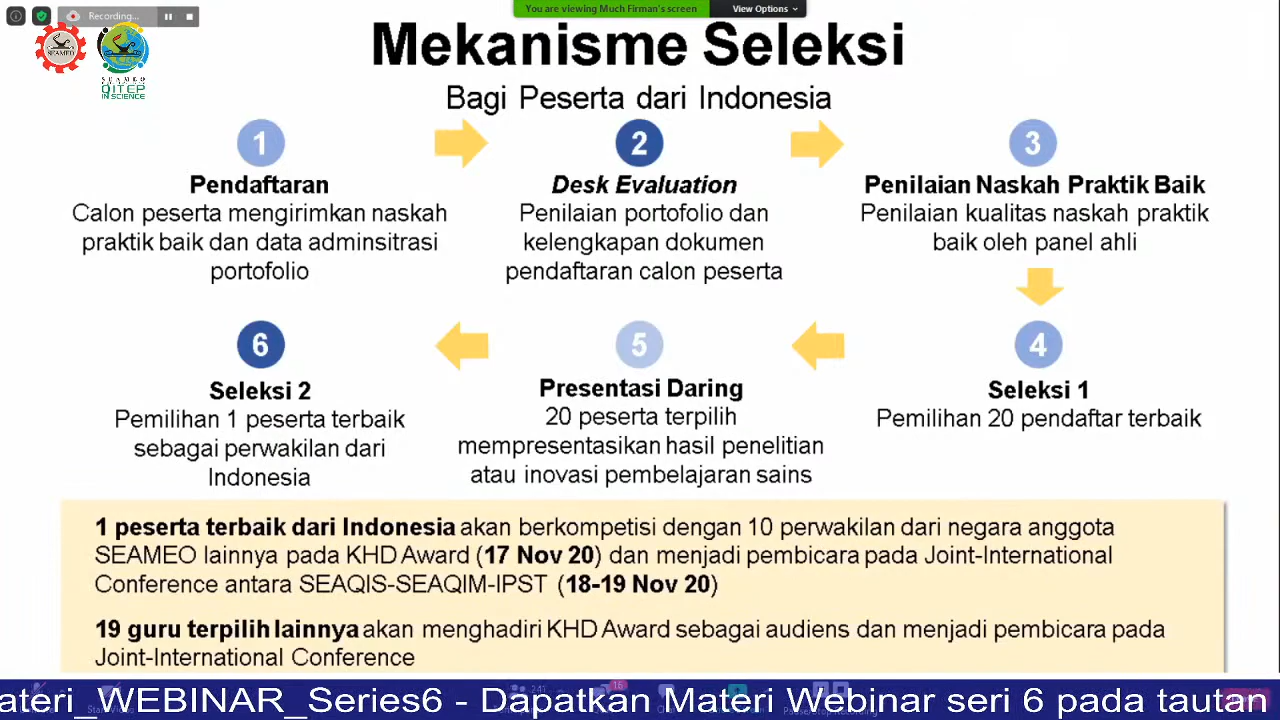 Recording...
You are viewing Much Firman's screen
View Options
SEAMEO
SEAMEO
QITEP
IN SCIENCE
Mekanisme Seleksi
Bagi Peserta dari Indonesia
1
Pendaftaran
Calon peserta mengirimkan naskah
praktik baik dan data adminsitrasi
portofolio
2
Desk Evaluation
Penilaian portofolio dan
kelengkapan dokumen
pendaftaran calon peserta
3
Penilaian Naskah Praktik Baik
Penilaian kualitas naskah praktik
baik oleh panel ahli
4
Seleksi 1
Pemilihan 20 pendaftar terbaik
5
Presentasi Daring
20 peserta terpilih
mempresentasikan hasil penelitian
atau inovasi pembelajaran sains
6
Seleksi 2
Pemilihan 1 peserta terbaik
sebagai perwakilan dari
Indonesia
1 peserta terbaik dari Indonesia akan berkompetisi dengan 10 perwakilan dari negara anggota
SEAMEO lainnya pada KHD Award (17 Nov 20) dan menjadi pembicara pada Joint-International
Conference antara SEAQIS-SEAQIM-IPST (18-19 Nov 20)
19 guru terpilih lainnya akan menghadiri KHD Award sebagai audiens dan menjadi pembicara pada
Joint-International Conference
ateri_WEBINAR_Series6 - Dapatkan Materi Webinar seri 6 pada tautan
241
16